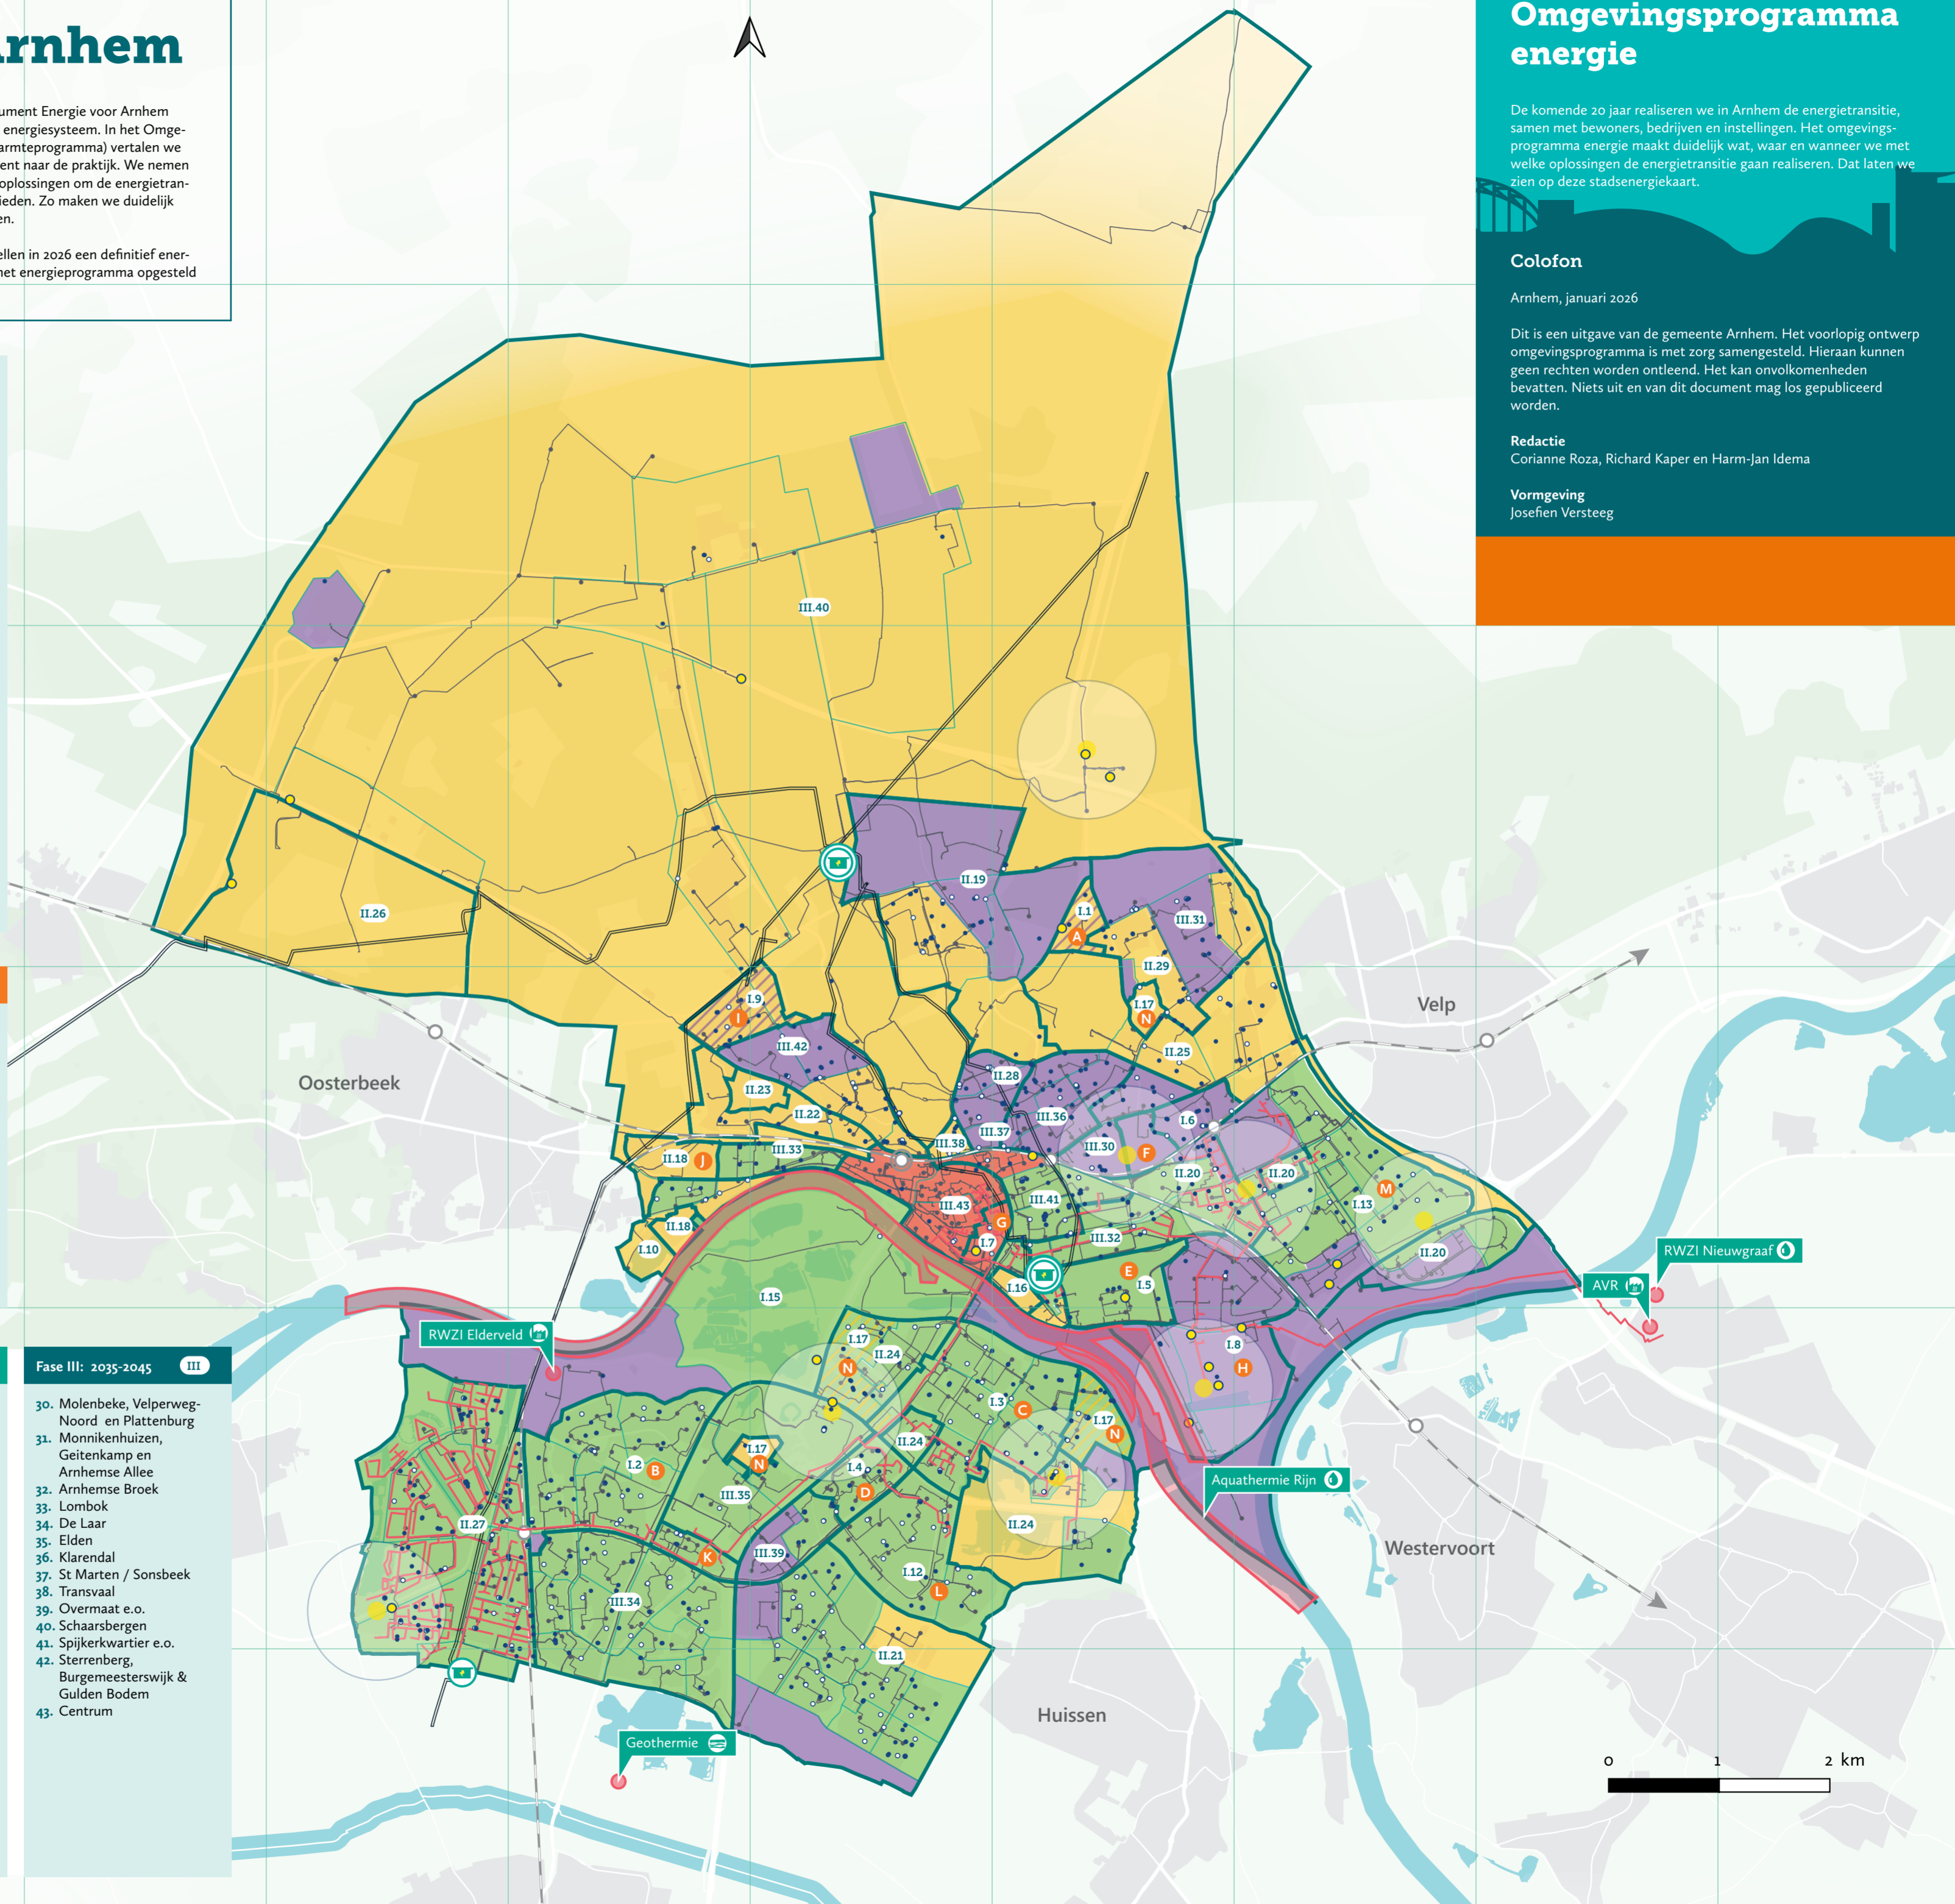 Arnhem
ument Energie voor Arnhem
energiesysteem. In het Omge-
armteprogramma) vertalen we
ent naar de praktijk. We nemen
oplossingen om de energietran-
ieden. Zo maken we duidelijk
en.
ellen in 2026 een definitief ener-
het energieprogramma opgesteld
Omgevingsprogramma
energie
De komende 20 jaar realiseren we in Arnhem de energietransitie,
samen met bewoners, bedrijven en instellingen. Het omgevings-
programma energie maakt duidelijk wat, waar en wanneer we met
welke oplossingen de energietransitie gaan realiseren. Dat laten we
zien op deze stadsenergiekaart.
Colofon
Arnhem, januari 2026
Dit is een uitgave van de gemeente Arnhem. Het voorlopig ontwerp
omgevingsprogramma is met zorg samengesteld. Hieraan kunnen
geen rechten worden ontleend. Het kan onvolkomenheden
bevatten. Niets uit en van dit document mag los gepubliceerd
worden.
Redactie
Corianne Roza, Richard Kaper en Harm-Jan Idema
Vormgeving
Josefien Versteeg
III.40
II.19
II.26
I.1
A
III.31
II.29
I.9
I
I.17
N
Velp
III.42
II.25
Oosterbeek
II.23
II.28
II.22
III.36
I.6
III.37
III.38
III.30
F
III.33
II.18
J
II.20
II.20
M
I.13
III.41
III.43
G
II.18
I.7
III.32
I.10
II.20
RWZI Nieuwgraaf
E
I.5
AVR
I.16
I.15
RWZI Elderveld
I.17
II.24
I.8
H
N
I.3
C
I.17
N
II.24
I.17
N
I.2
B
I.4
D
Aquathermie Rijn
III.35
II.27
II.24
Westervoort
K
III.39
I.12
L
III.34
II.21
Huissen
Geothermie
0 1 2 km
Fase III: 2035-2045 III
30. Molenbeke, Velperweg-
Noord en Plattenburg
31. Monnikenhuizen,
Geitenkamp en
Arnhemse Allee
32. Arnhemse Broek
33. Lombok
34. De Laar
35. Elden
36. Klarendal
37. St Marten / Sonsbeek
38. Transvaal
39. Overmaat e.o.
40. Schaarsbergen
41. Spijkerkwartier e.o.
42. Sterrenberg,
Burgemeesterswijk &
Gulden Bodem
43. Centrum